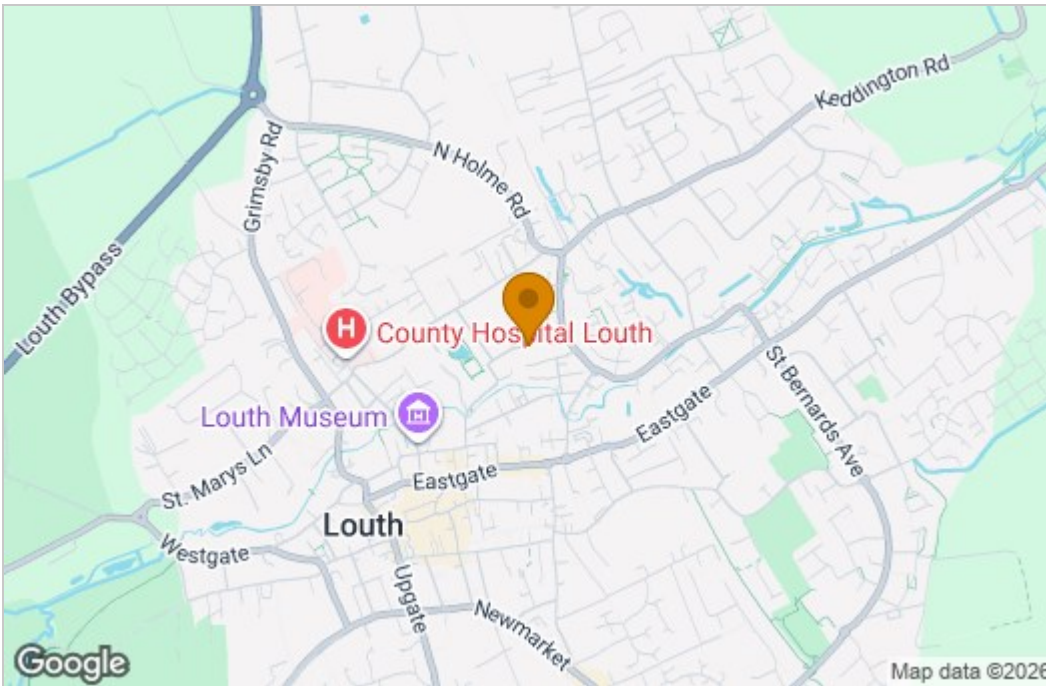 Keddington Rd
N Holme Rd
Grimsby Rd
Louth Bypass
County Hospital Louth
H
Louth Museum
M
St Bernards Ave
Eastgate
Eastgate
St. Marys Ln
Louth
Westgate
Upgate
Newmarket
Google
Map data ©2026